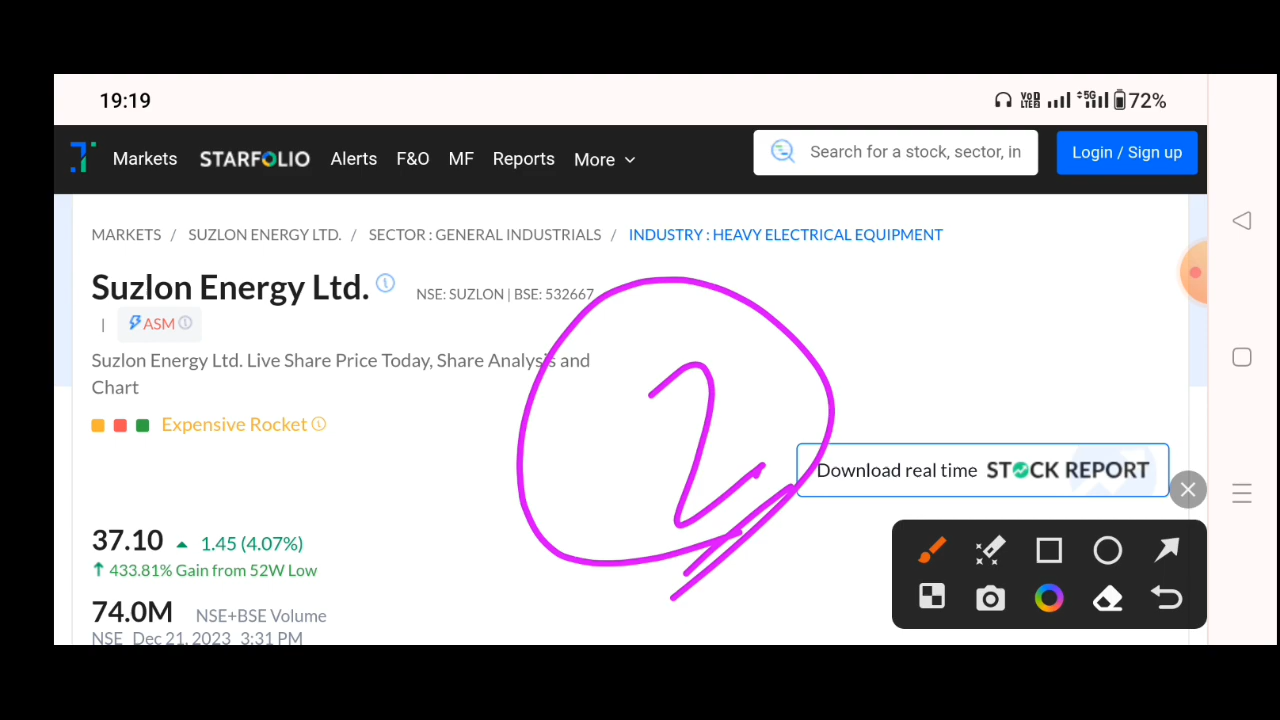 19:19 VoD LTE2 5G 72%
Markets STARFOLIO Alerts F&O MF Reports More Search for a stock, sector, in Login / Sign up
MARKETS / SUZLON ENERGY LTD. / SECTOR : GENERAL INDUSTRIALS / INDUSTRY : HEAVY ELECTRICAL EQUIPMENT
Suzlon Energy Ltd. NSE: SUZLON | BSE: 532667
| ASM
Suzlon Energy Ltd. Live Share Price Today, Share Analysis and
Chart
Expensive Rocket
2
Download real time STOCK REPORT
37.10 1.45 (4.07%)
433.81% Gain from 52W Low
74.0M NSE+BSE Volume
NSE Dec 21, 2023 3:31 PM